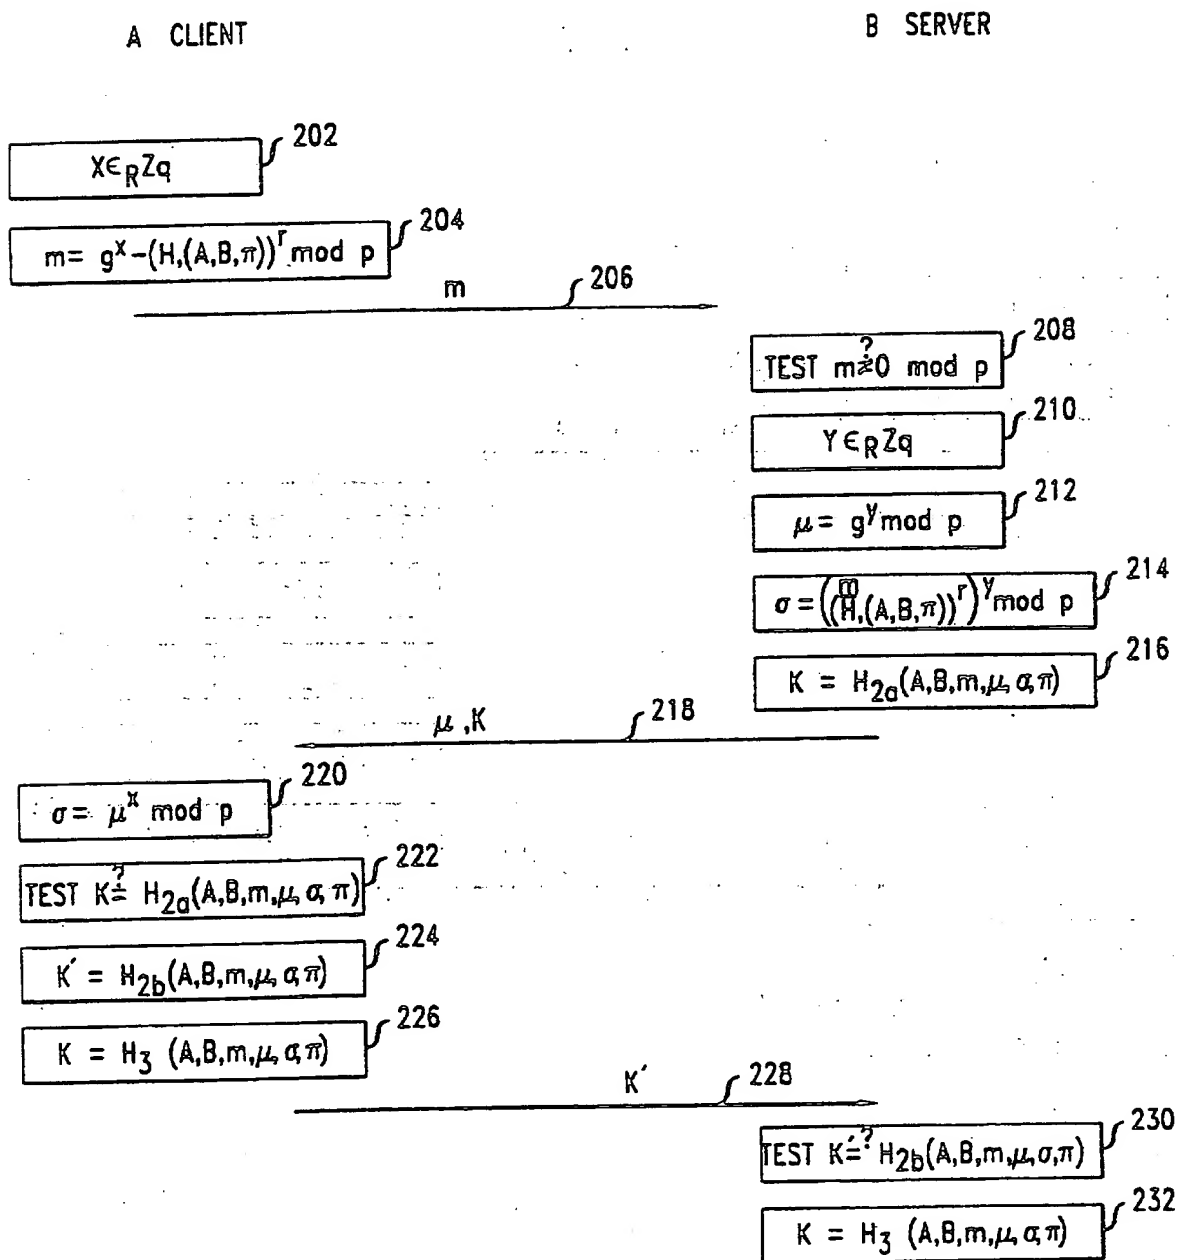 A CLIENT
B SERVER
202
X∈RZq
204
m= g^x-(H,(A,B,π))^r mod p
m
206
208
TEST m≢?0 mod p
210
Y∈RZq
212
μ= g^y mod p
214
σ=(m/(H,(A,B,π))^r)^y mod p
216
K = H2a(A,B,m,μ,σ,π)
μ,K
218
220
σ= μ^x mod p
222
TEST K=? H2a(A,B,m,μ,σ,π)
224
K′ = H2b(A,B,m,μ,σ,π)
226
K = H3 (A,B,m,μ,σ,π)
K′
228
230
TEST K′=? H2b(A,B,m,μ,σ,π)
232
K = H3 (A,B,m,μ,σ,π)